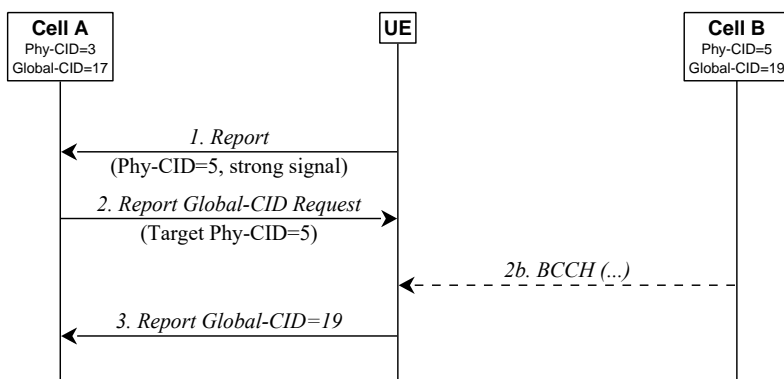 Cell A
Phy-CID=3
Global-CID=17
UE
Cell B
Phy-CID=5
Global-CID=19
1. Report
(Phy-CID=5, strong signal)
2. Report Global-CID Request
(Target Phy-CID=5)
2b. BCCH (...)
3. Report Global-CID=19